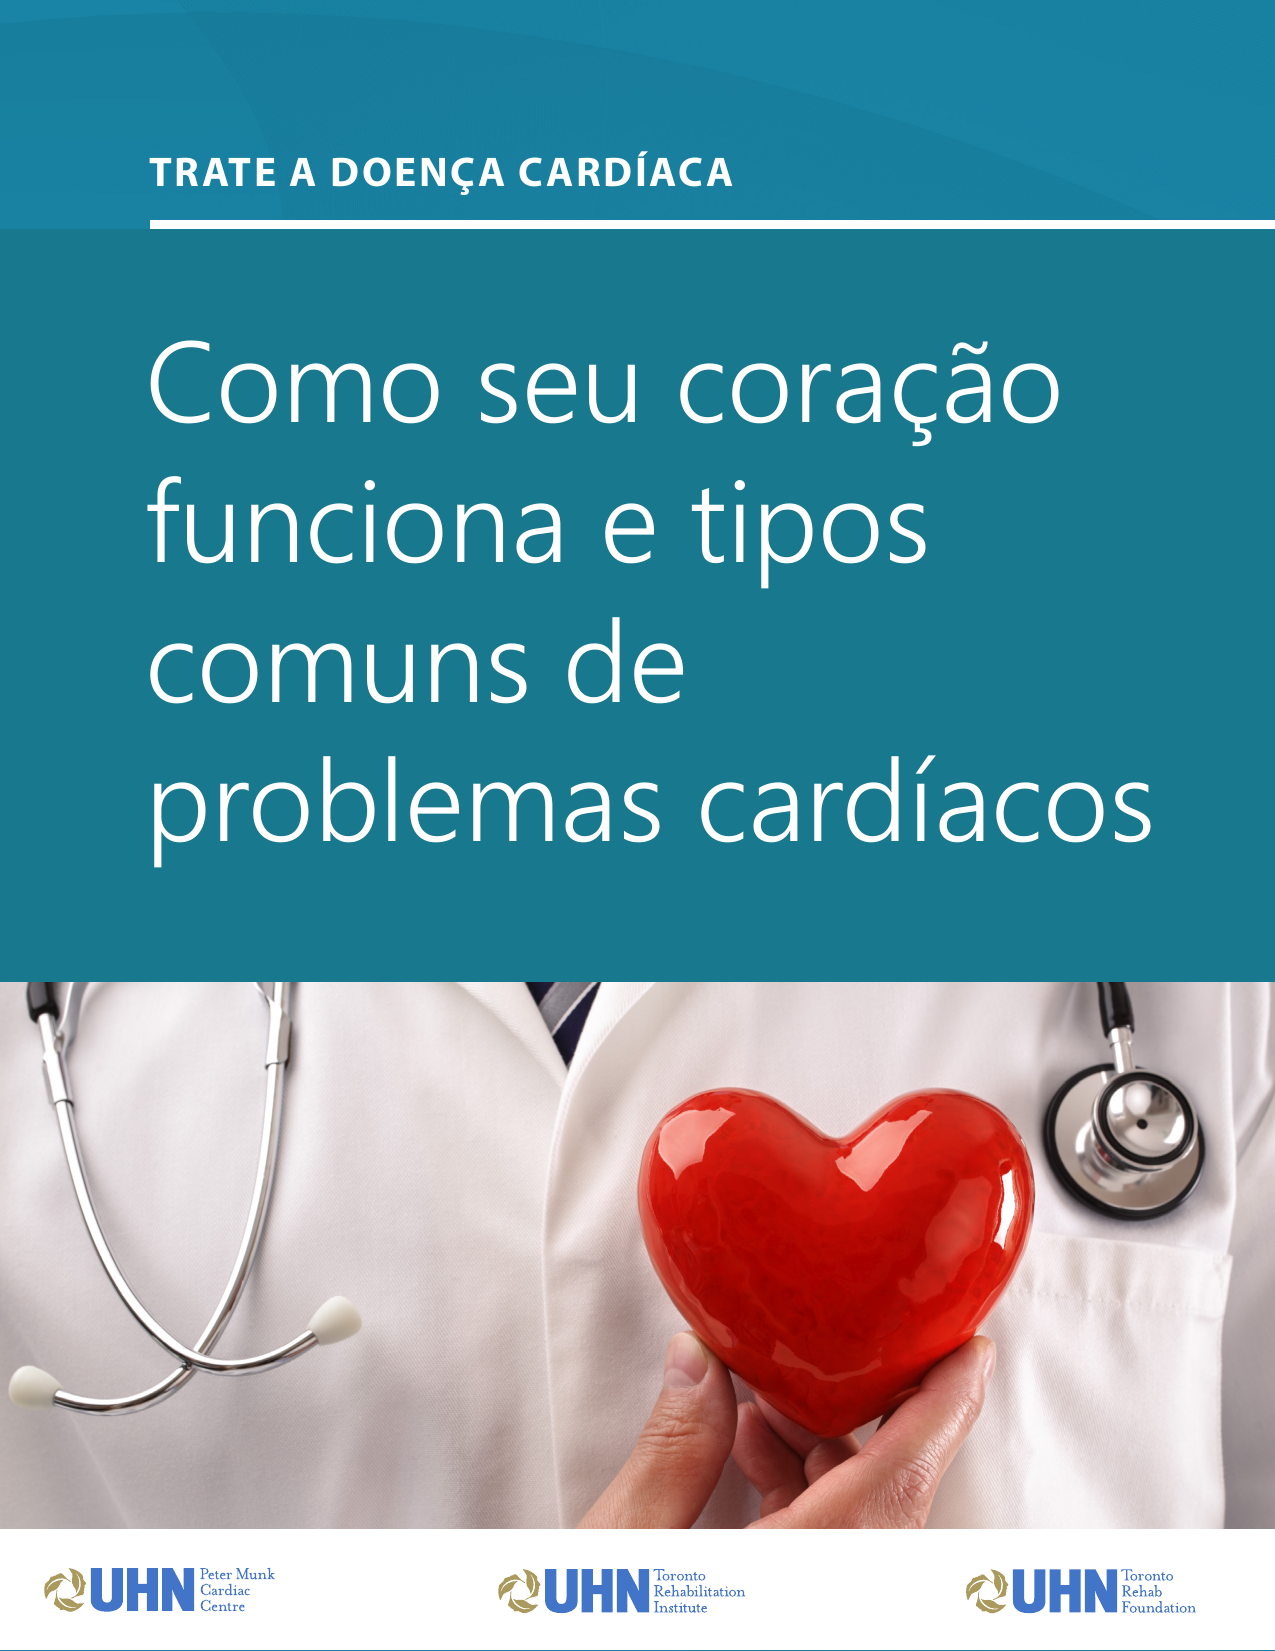 TRATE A DOENÇA CARDÍACA
Como seu coração
funciona e tipos
comuns de
problemas cardíacos
UHN
Peter Munk
Cardiac
Centre
UHN
Toronto
Rehabilitation
Institute
UHN
Toronto
Rehab
Foundation